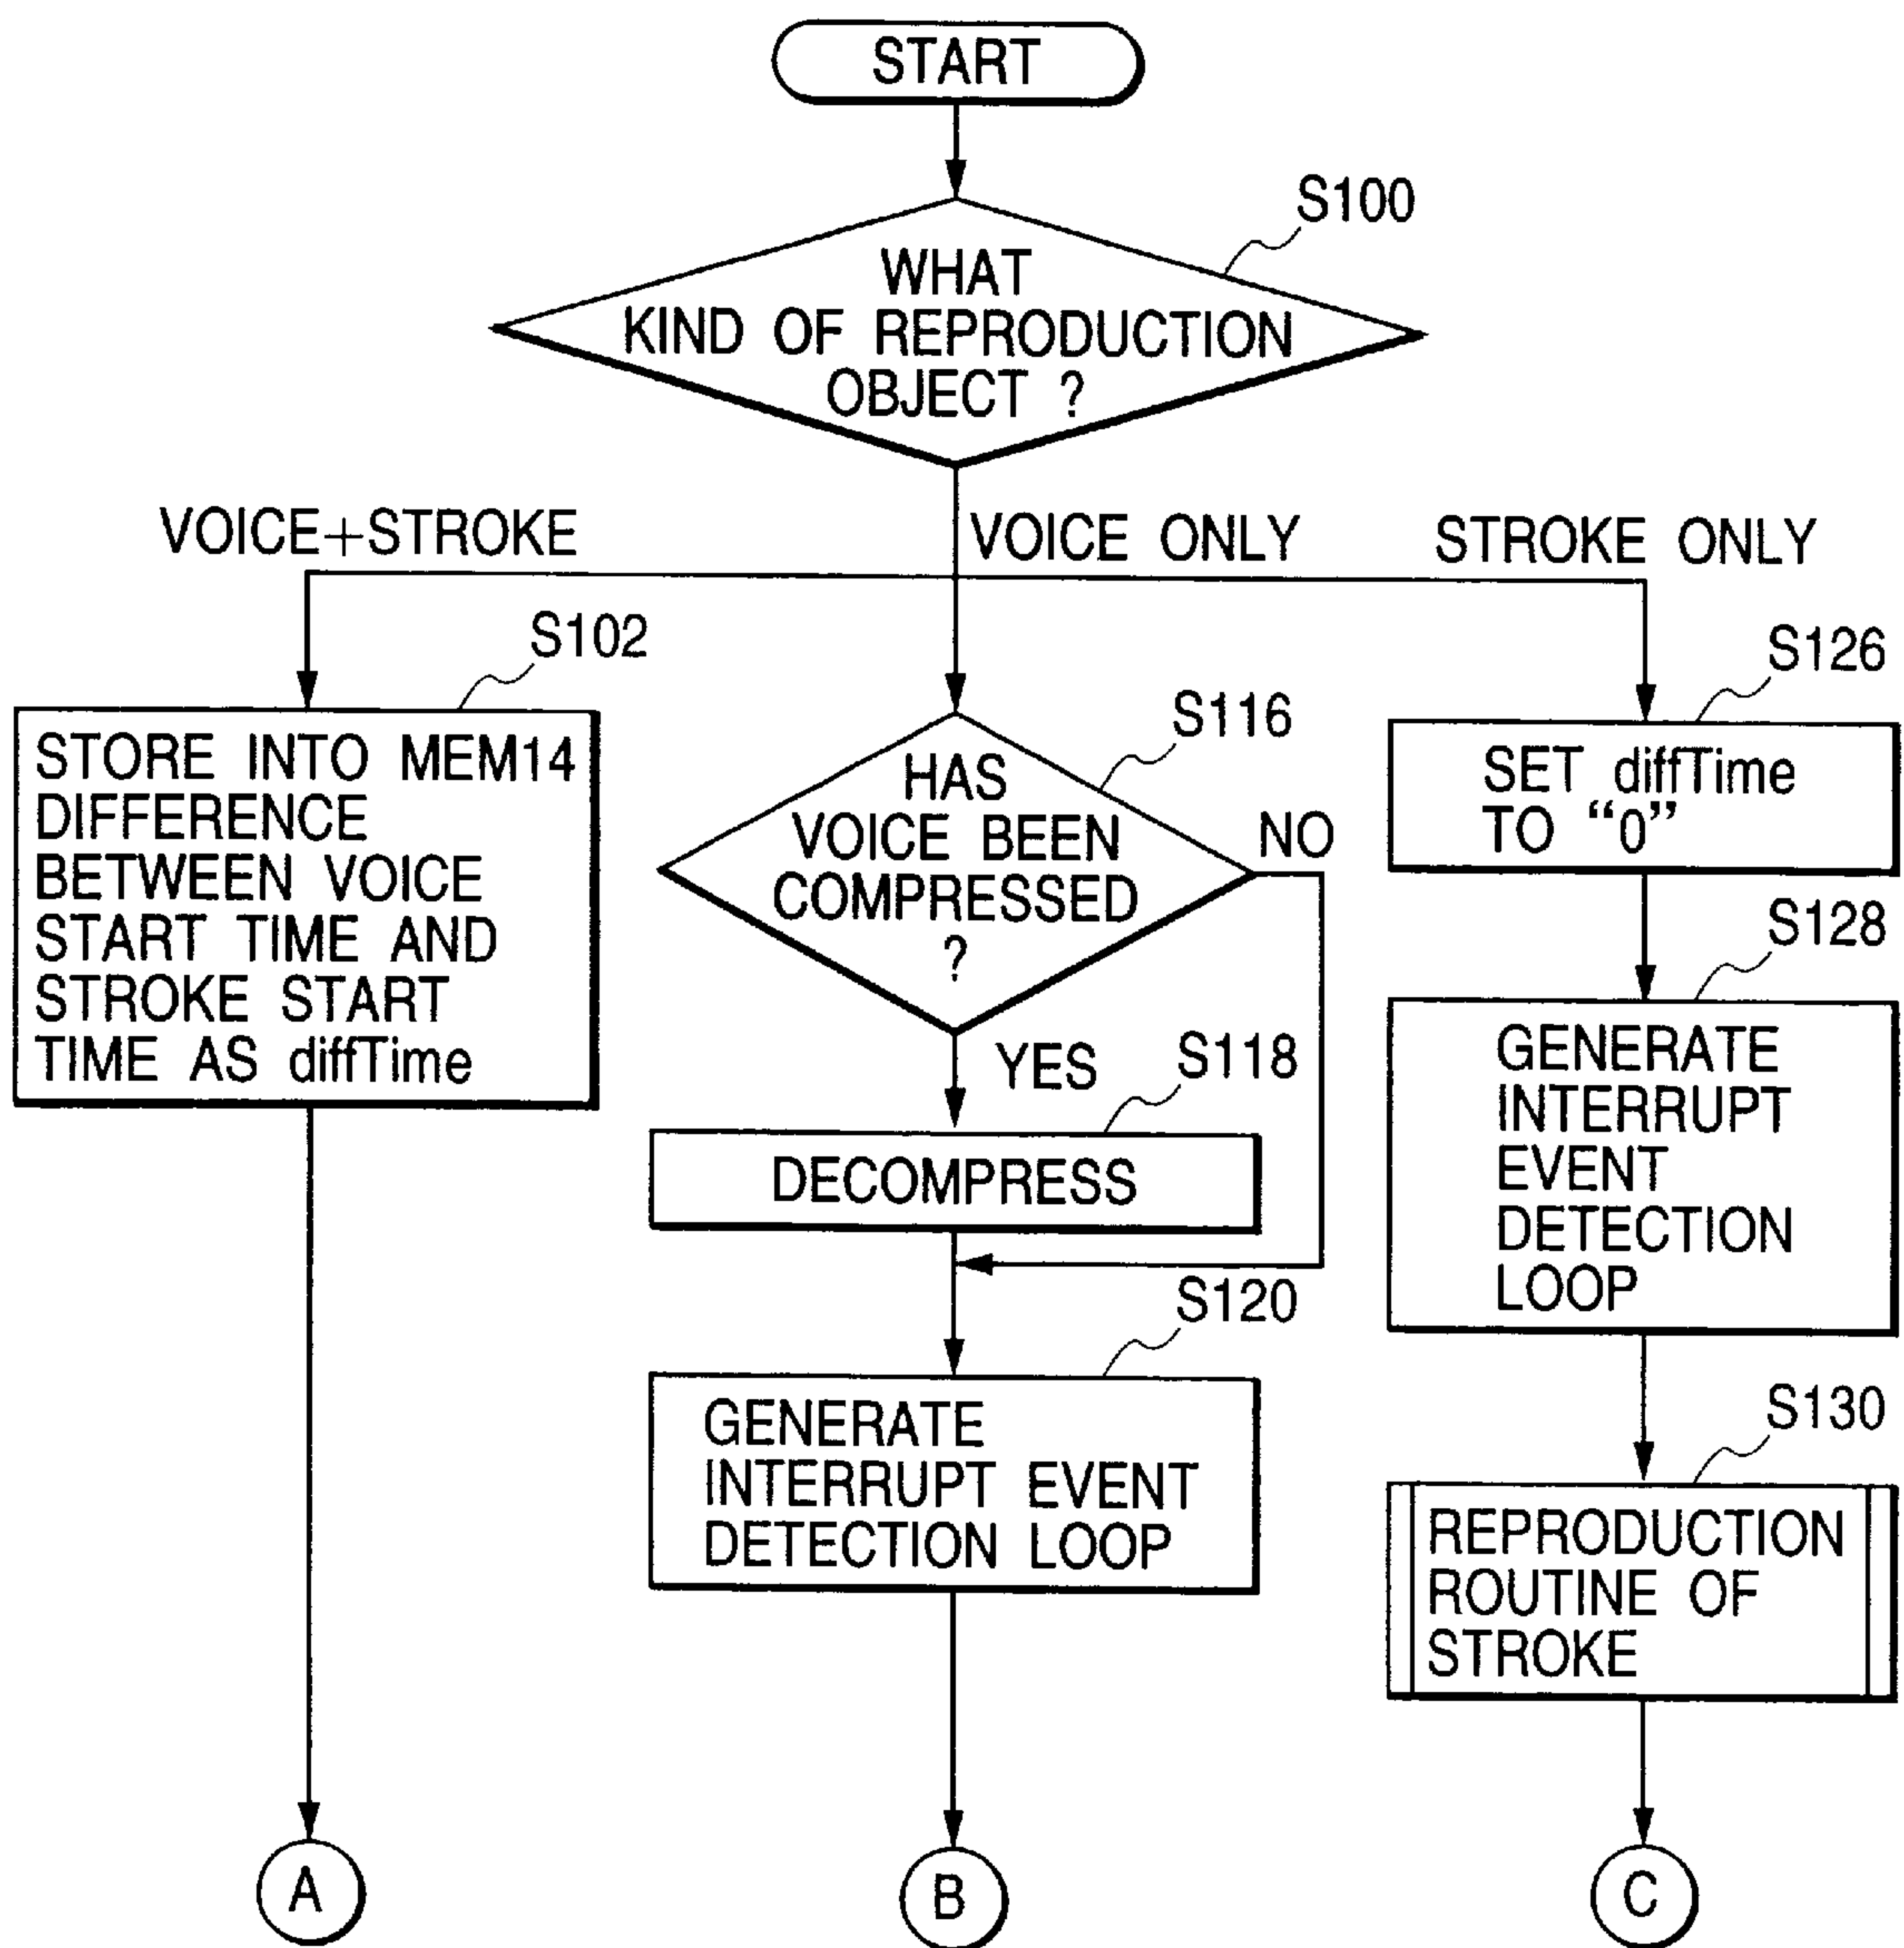 START
S100
WHAT
KIND OF REPRODUCTION
OBJECT ?
VOICE+STROKE
VOICE ONLY
STROKE ONLY
S102
STORE INTO MEM14
DIFFERENCE
BETWEEN VOICE
START TIME AND
STROKE START
TIME AS diffTime
S116
HAS
VOICE BEEN
COMPRESSED
?
NO
YES
S118
DECOMPRESS
S120
GENERATE
INTERRUPT EVENT
DETECTION LOOP
S126
SET diffTime
TO “0”
S128
GENERATE
INTERRUPT
EVENT
DETECTION
LOOP
S130
REPRODUCTION
ROUTINE OF
STROKE
A
B
C